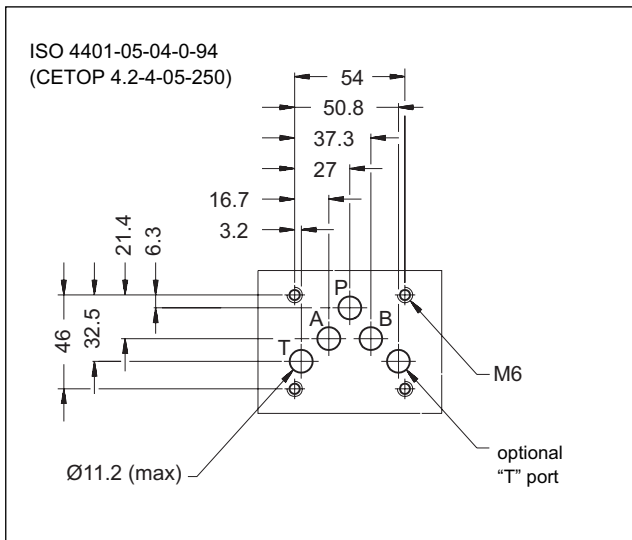 ISO 4401-05-04-0-94
(CETOP 4.2-4-05-250)
54
50.8
37.3
27
16.7
3.2
21.4
6.3
46
32.5
P
A
B
T
M6
Ø11.2 (max)
optional
“T” port